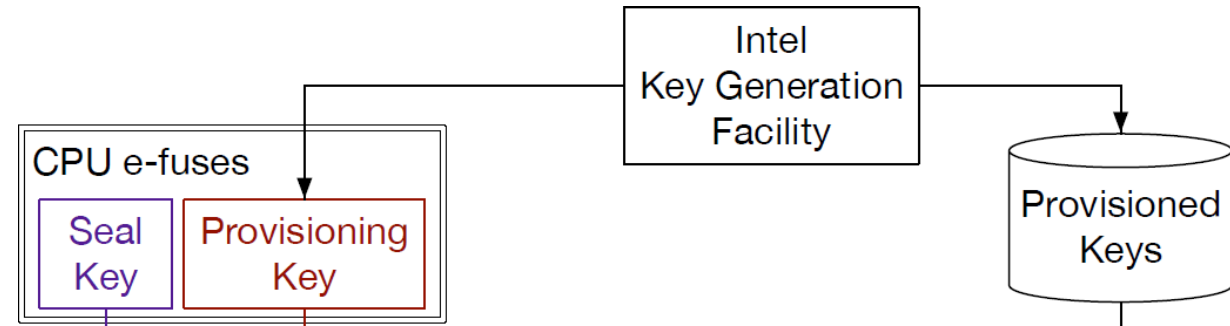 Intel
Key Generation
Facility
CPU e-fuses
Seal
Key
Provisioning
Key
Provisioned
Keys